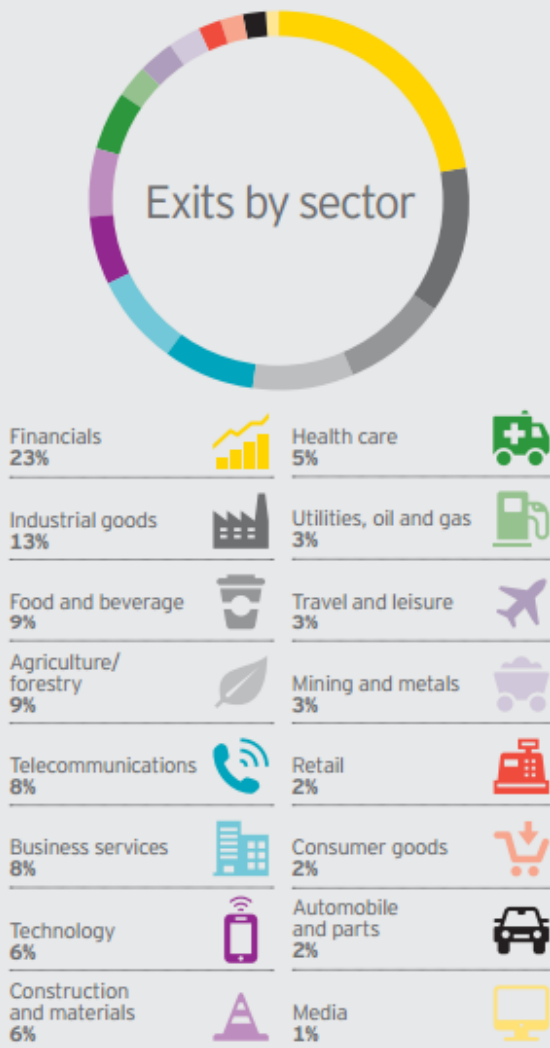 Exits by sector
Financials
23%
Industrial goods
13%
Food and beverage
9%
Agriculture/
forestry
9%
Telecommunications
8%
Business services
8%
Technology
6%
Construction
and materials
6%
Health care
5%
Utilities, oil and gas
3%
Travel and leisure
3%
Mining and metals
3%
Retail
2%
Consumer goods
2%
Automobile
and parts
2%
Media
1%